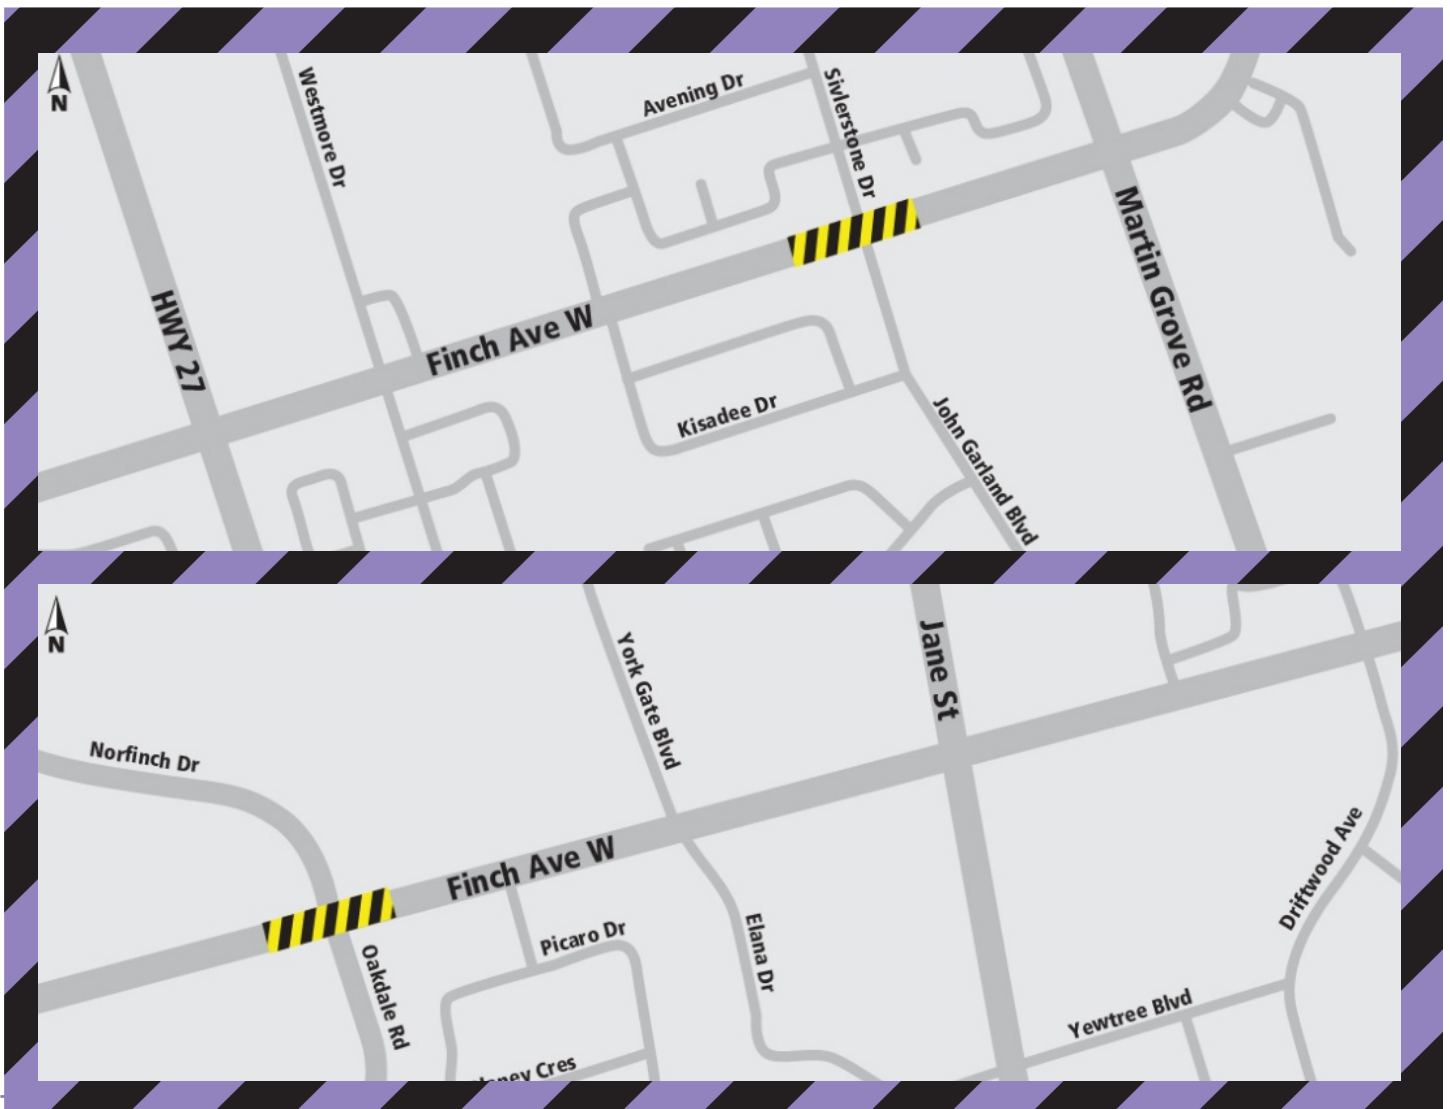 N
Westmore Dr
Avening Dr
Sivlerstone Dr
HWY 27
Finch Ave W
Martin Grove Rd
Kisadee Dr
John Garland Blvd
N
York Gate Blvd
Jane St
Norfinch Dr
Finch Ave W
Driftwood Ave
Picaro Dr
Elana Dr
Oakdale Rd
Yewtree Blvd
Cres